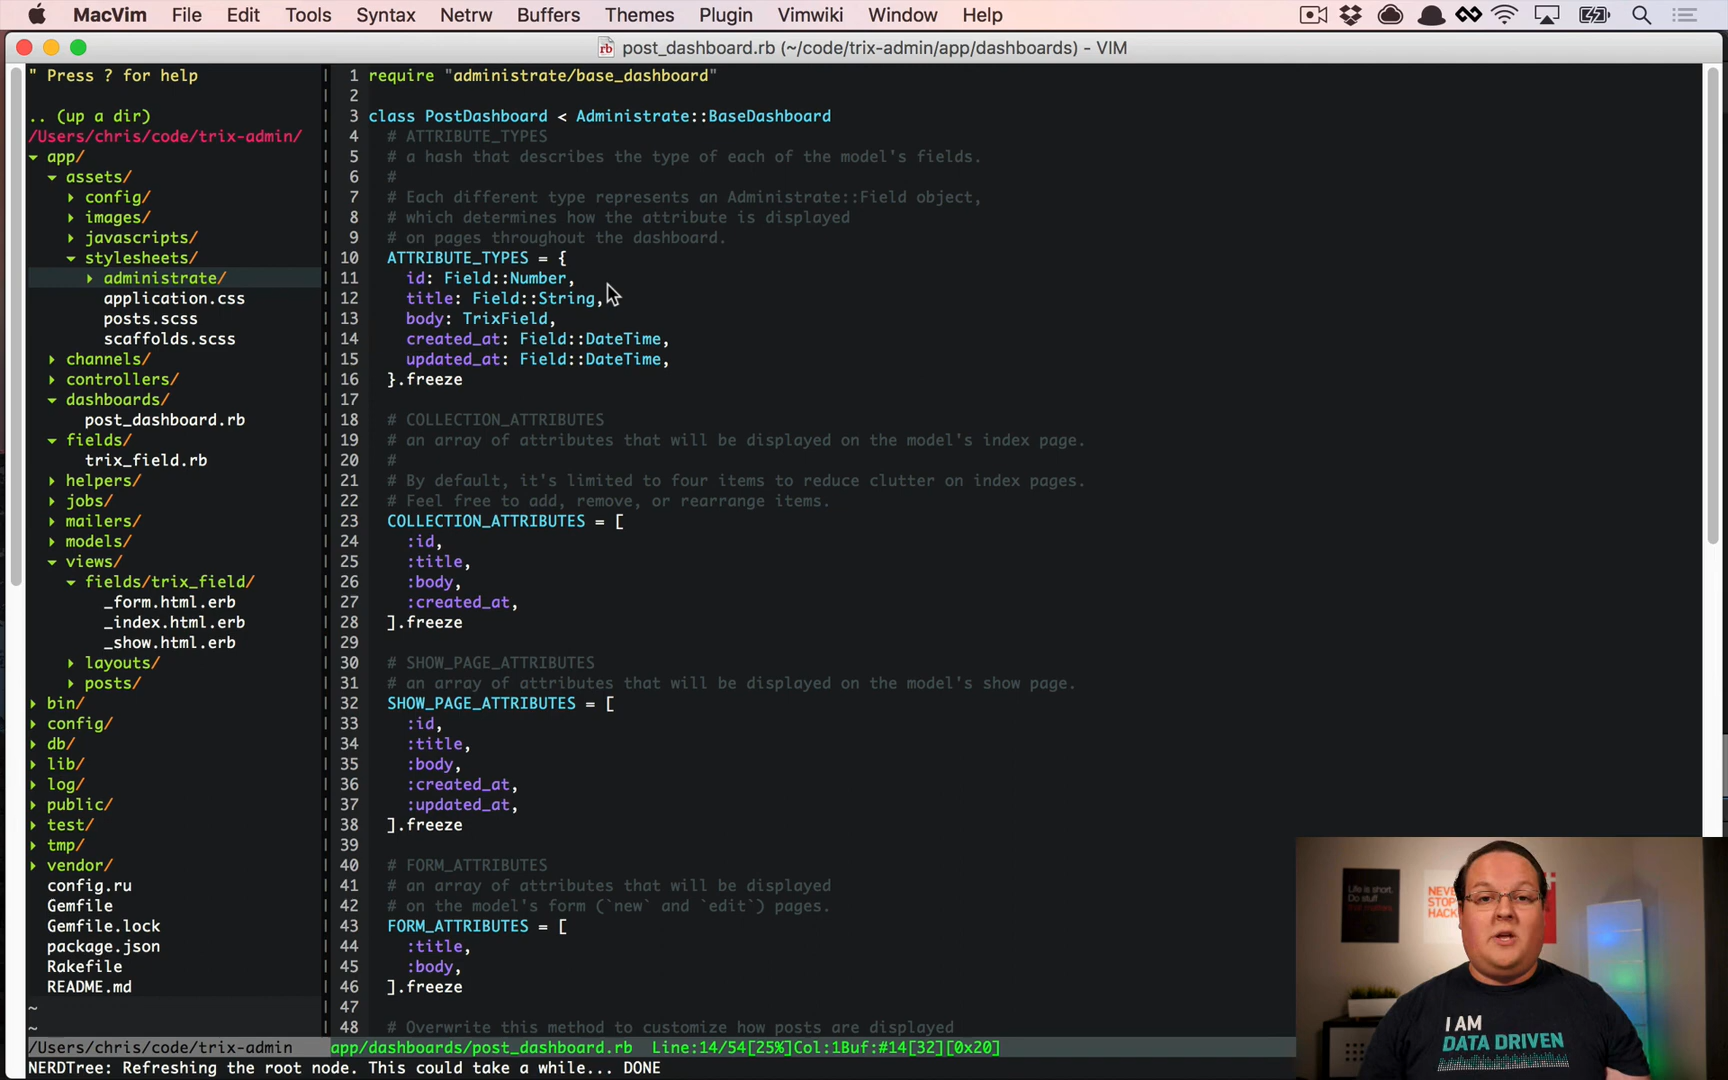 MacVim File Edit Tools Syntax Netrw Buffers Themes Plugin Vimwiki Window Help
post_dashboard.rb (~/code/trix-admin/app/dashboards) - VIM
" Press ? for help
.. (up a dir)
/Users/chris/code/trix-admin/
app/
assets/
config/
images/
javascripts/
stylesheets/
administrate/
application.css
posts.scss
scaffolds.scss
channels/
controllers/
dashboards/
post_dashboard.rb
fields/
trix_field.rb
helpers/
jobs/
mailers/
models/
views/
fields/trix_field/
_form.html.erb
_index.html.erb
_show.html.erb
layouts/
posts/
bin/
config/
db/
lib/
log/
public/
test/
tmp/
vendor/
config.ru
Gemfile
Gemfile.lock
package.json
Rakefile
README.md
~
~
/Users/chris/code/trix-admin
1 require "administrate/base_dashboard"
2
3 class PostDashboard < Administrate::BaseDashboard
4 # ATTRIBUTE_TYPES
5 # a hash that describes the type of each of the model's fields.
6 #
7 # Each different type represents an Administrate::Field object,
8 # which determines how the attribute is displayed
9 # on pages throughout the dashboard.
10 ATTRIBUTE_TYPES = {
11 id: Field::Number,
12 title: Field::String,
13 body: TrixField,
14 created_at: Field::DateTime,
15 updated_at: Field::DateTime,
16 }.freeze
17
18 # COLLECTION_ATTRIBUTES
19 # an array of attributes that will be displayed on the model's index page.
20 #
21 # By default, it's limited to four items to reduce clutter on index pages.
22 # Feel free to add, remove, or rearrange items.
23 COLLECTION_ATTRIBUTES = [
24 :id,
25 :title,
26 :body,
27 :created_at,
28 ].freeze
29
30 # SHOW_PAGE_ATTRIBUTES
31 # an array of attributes that will be displayed on the model's show page.
32 SHOW_PAGE_ATTRIBUTES = [
33 :id,
34 :title,
35 :body,
36 :created_at,
37 :updated_at,
38 ].freeze
39
40 # FORM_ATTRIBUTES
41 # an array of attributes that will be displayed
42 # on the model's form (`new` and `edit`) pages.
43 FORM_ATTRIBUTES = [
44 :title,
45 :body,
46 ].freeze
47
48 # Overwrite this method to customize how posts are displayed
app/dashboards/post_dashboard.rb Line:14/54[25%]Col:1Buf:#14[32][0x20]
NERDTree: Refreshing the root node. This could take a while... DONE
Life is short.
Do stuff
NEVER
STOP
HACK
I AM
DATA DRIVEN